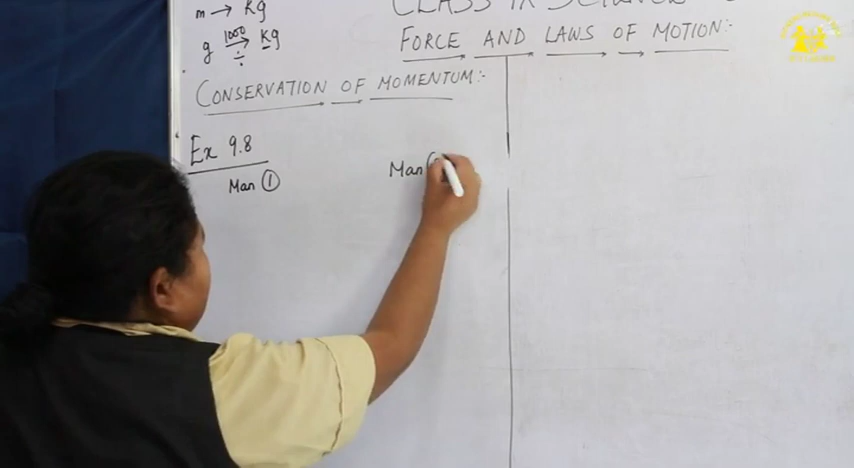 m → Kg
CLASS IX SCIENCE
g 1000 → Kg
÷
FORCE AND LAWS OF MOTION:-
CONSERVATION OF MOMENTUM:-
Ex 9.8
Man ①
Man